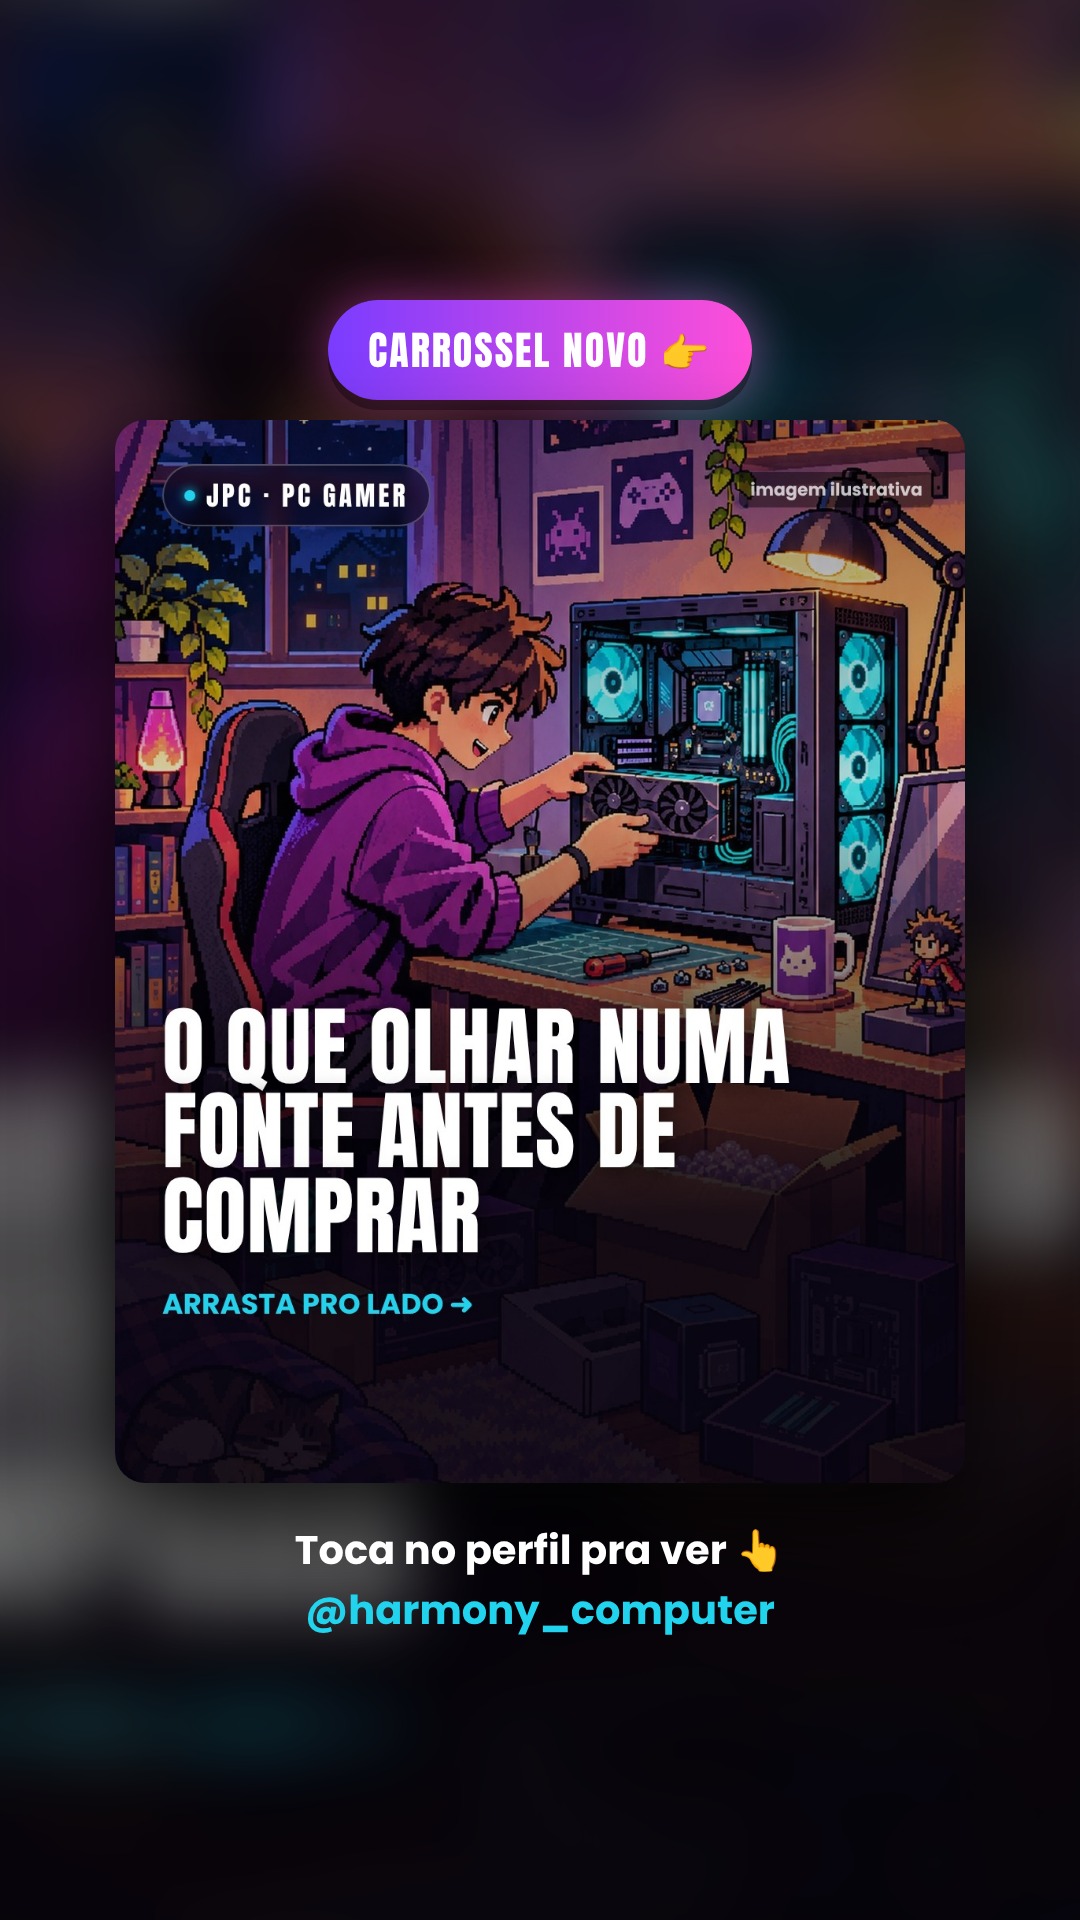 CARROSSEL NOVO 👉
JPC · PC GAMER
imagem ilustrativa
O QUE OLHAR NUMA
FONTE ANTES DE
COMPRAR
ARRASTA PRO LADO ➜
Toca no perfil pra ver 👆
@harmony_computer